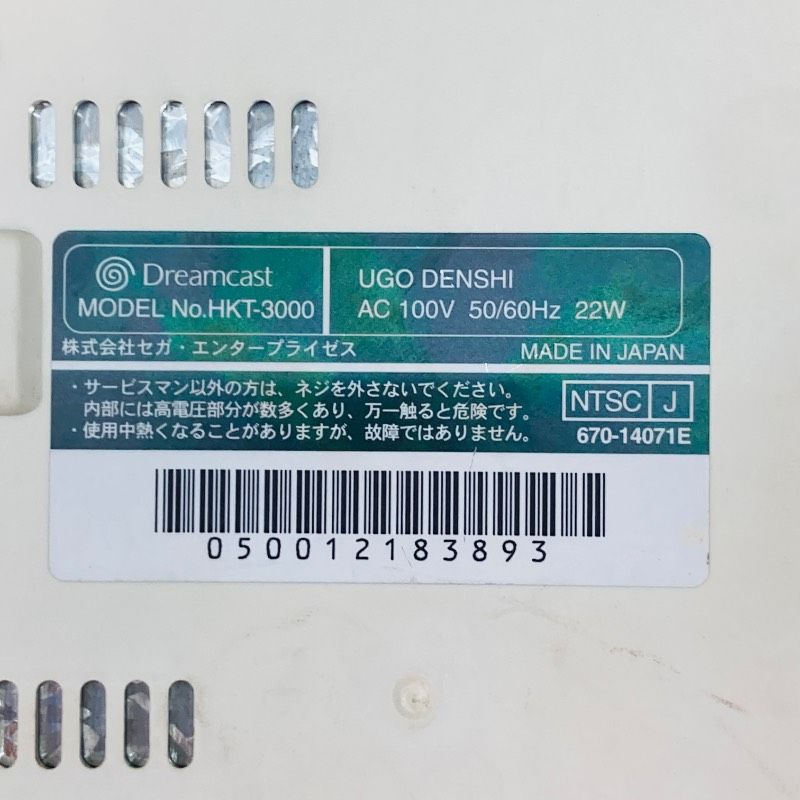 Dreamcast
MODEL No.HKT-3000
UGO DENSHI
AC 100V 50/60Hz 22W
株式会社セガ・エンタープライゼス
MADE IN JAPAN
・サービスマン以外の方は、ネジを外さないでください。
内部には高電圧部分が数多くあり、万一触ると危険です。
・使用中熱くなることがありますが、故障ではありません。
NTSC J
670-14071E
050012183893